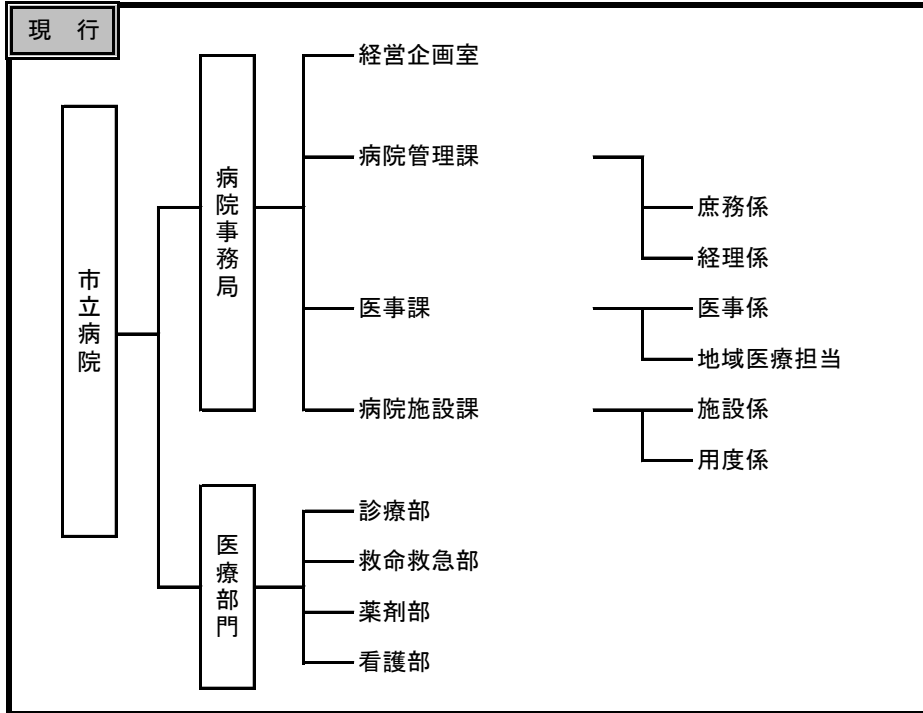 現 行
市立病院
病院事務局
経営企画室
病院管理課
庶務係
経理係
医事課
医事係
地域医療担当
病院施設課
施設係
用度係
医療部門
診療部
救命救急部
薬剤部
看護部